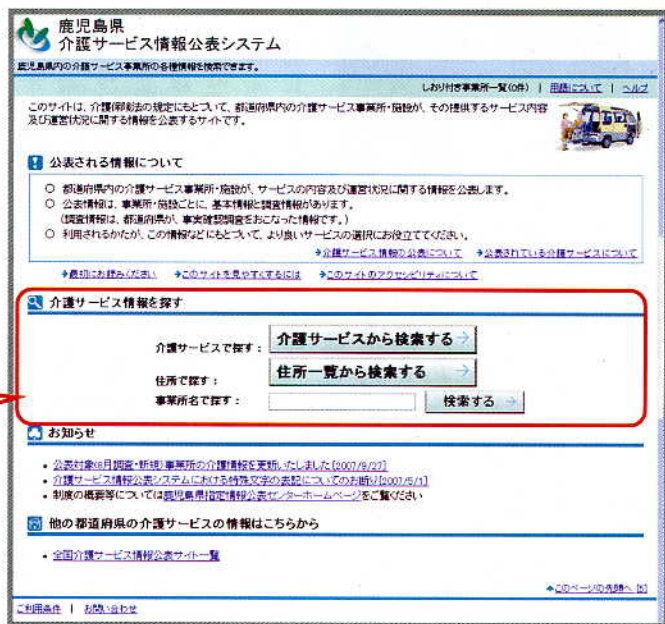 鹿児島県
介護サービス情報公表システム
鹿児島県内の介護サービス事業所の各種情報を検索できます。
しおり付き事業所一覧(0件) | 用語について | ヘルプ
このサイトは、介護保険法の規定にもとづいて、都道府県内の介護サービス事業所・施設が、その提供するサービス内容
及び運営状況に関する情報を公表するサイトです。
公表される情報について
○ 都道府県内の介護サービス事業所・施設が、サービスの内容及び運営状況に関する情報を公表します。
○ 公表情報は、事業所・施設ごとに、基本情報と調査情報があります。
(調査情報は、都道府県が、事実確認調査をおこなった情報です。)
○ 利用されるかたが、この情報などにもとづいて、より良いサービスの選択にお役立てください。
介護サービス情報の公表について 公表されている介護サービスについて
最初にお読みください このサイトを見やすくするには このサイトのアクセシビリティについて
介護サービス情報を探す
介護サービスで探す: 介護サービスから検索する
住所で探す: 住所一覧から検索する
事業所名で探す: 検索する
お知らせ
• 公表対象(6月調査・新規)事業所の介護情報を更新いたしました [2007/9/27]
• 介護サービス情報公表システムにおける特殊文字の表記についてのお断り [2007/5/1]
• 制度の概要等については鹿児島県指定情報公表センターホームページをご覧ください
他の都道府県の介護サービスの情報はこちらから
• 全国介護サービス情報公表サイト一覧
このページの先頭へ [5]
ご利用条件 | お問い合わせ